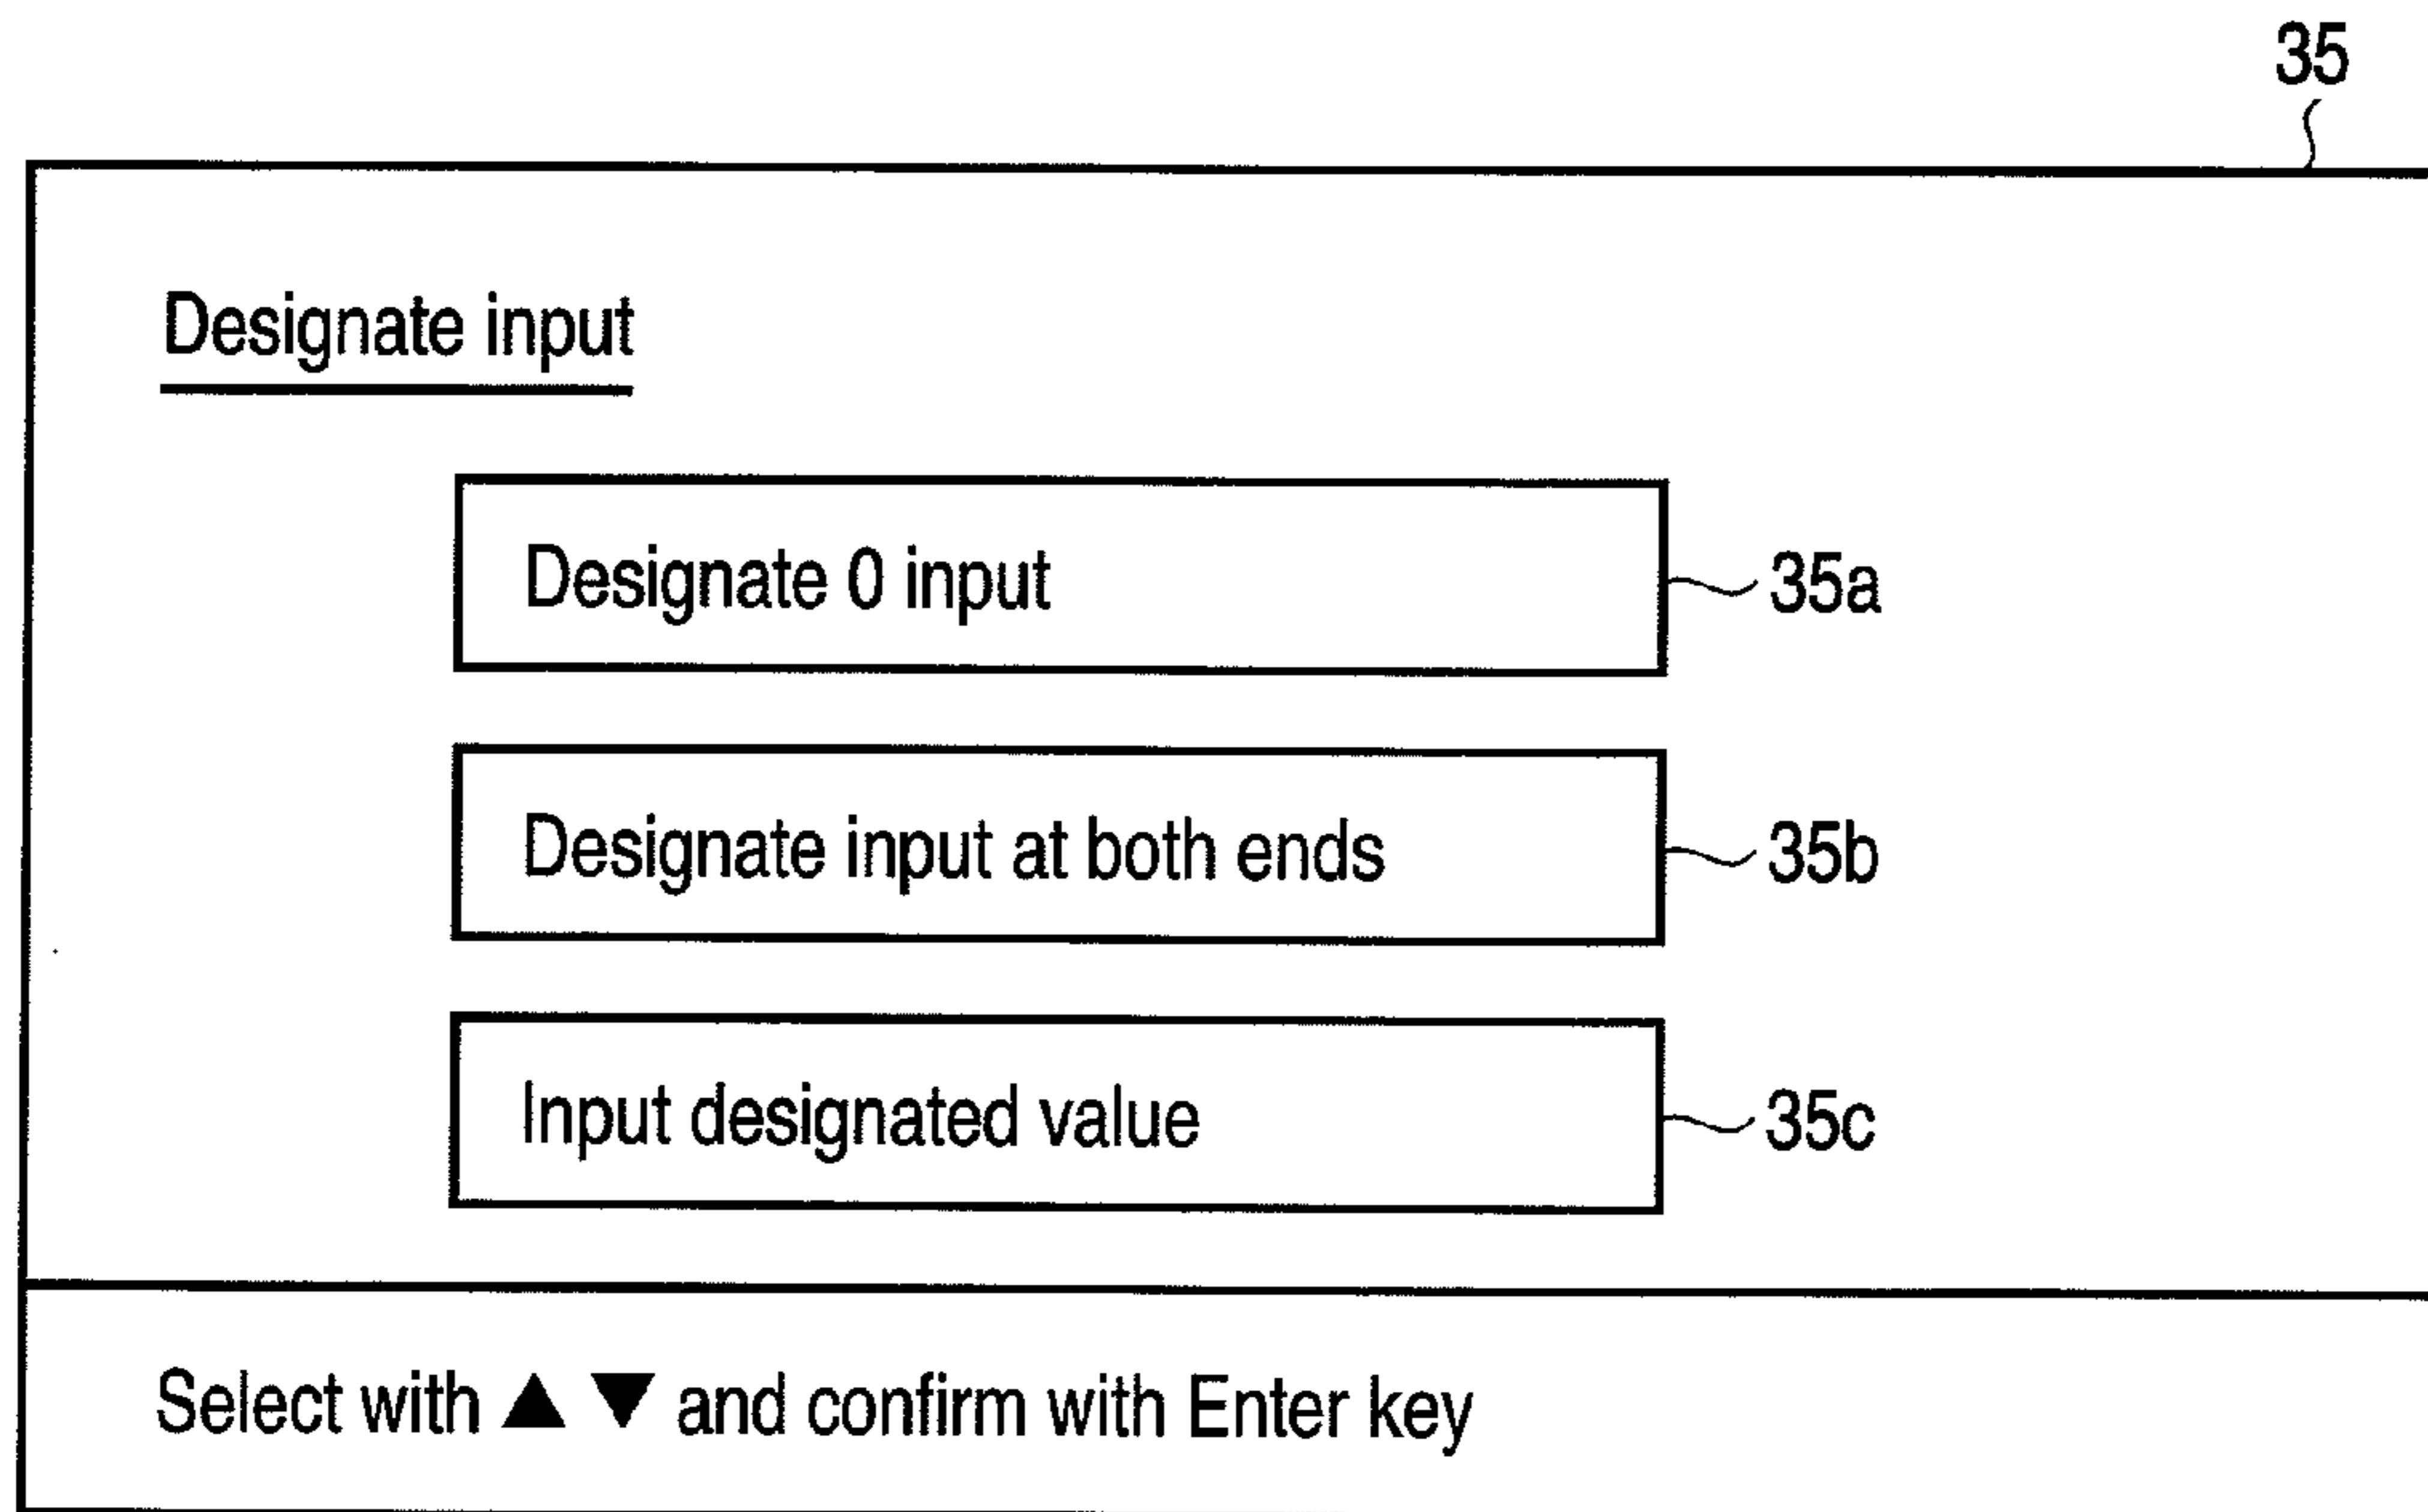 35
Designate input
Designate 0 input
35a
Designate input at both ends
35b
Input designated value
35c
Select with ▲ ▼ and confirm with Enter key